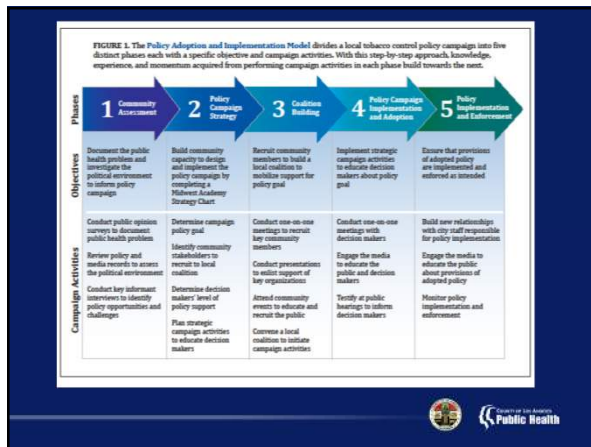 FIGURE 1. The Policy Adoption and Implementation Model divides a local tobacco control policy campaign into five
distinct phases each with a specific objective and campaign activities. With this step-by-step approach, knowledge,
experience, and momentum acquired from performing campaign activities in each phase build towards the next.
Phases
1 Community
Assessment
2 Policy
Campaign
Strategy
3 Coalition
Building
4 Policy Campaign
Implementation
and Adoption
5 Policy
Implementation
and Enforcement
Objectives
Document the public
health problem and
investigate the
political environment
to inform policy
campaign
Build community
capacity to design
and implement the
policy campaign by
completing a
Midwest Academy
Strategy Chart
Recruit community
members to build a
local coalition to
mobilize support for
policy goal
Implement strategic
campaign activities
to educate decision
makers about policy
goal
Ensure that provisions
of adopted policy
are implemented and
enforced as intended
Campaign Activities
Conduct public opinion
surveys to document
public health problem
Review policy and
media records to assess
the political environment
Conduct key informant
interviews to identify
policy opportunities and
challenges
Determine campaign
policy goal
Identify community
stakeholders to
recruit to local
coalition
Determine decision
makers' level of
policy support
Plan strategic
campaign activities
to educate decision
makers
Conduct one-on-one
meetings to recruit
key community
members
Conduct presentations
to enlist support of
key organizations
Attend community
events to educate and
recruit the public
Convene a local
coalition to initiate
campaign activities
Conduct one-on-one
meetings with
decision makers
Engage the media
to educate the
public and decision
makers
Testify at public
hearings to inform
decision makers
Build new relationships
with city staff responsible
for policy implementation
Engage the media to
educate the public
about provisions of
adopted policy
Monitor policy
implementation and
enforcement
County of Los Angeles
Public Health